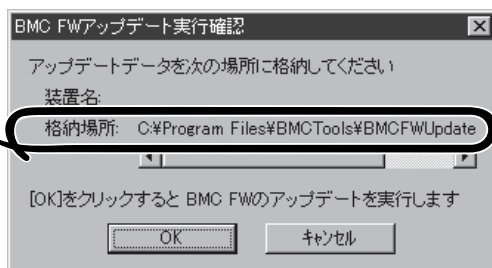 BMC FWアップデート実行確認
アップデートデータを次の場所に格納してください
装置名:
格納場所: C:¥Program Files¥BMCTools¥BMCFWUpdate
[OK]をクリックすると BMC FWのアップデートを実行します
OK キャンセル